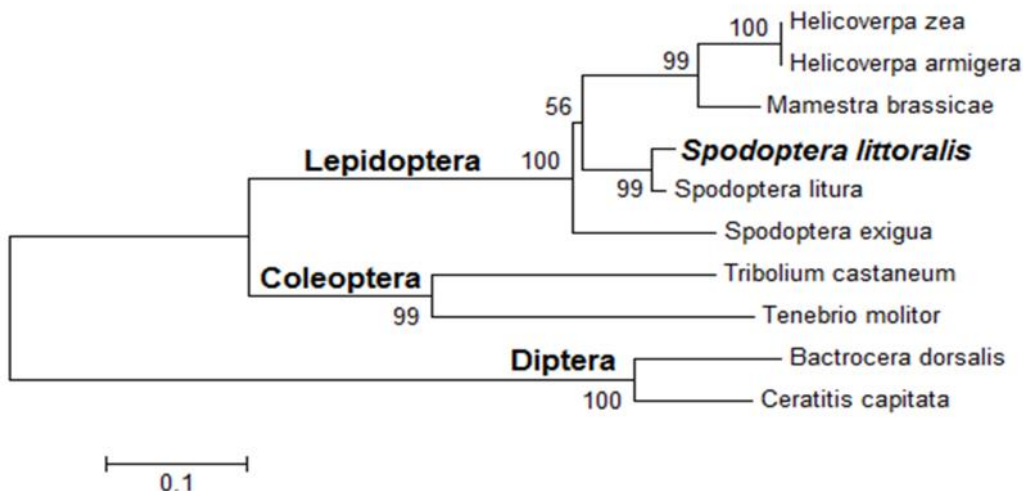 100
Helicoverpa zea
99
Helicoverpa armigera
56
Mamestra brassicae
Lepidoptera
100
Spodoptera littoralis
99
Spodoptera litura
Spodoptera exigua
Coleoptera
Tribolium castaneum
99
Tenebrio molitor
Diptera
Bactrocera dorsalis
100
Ceratitis capitata
0.1